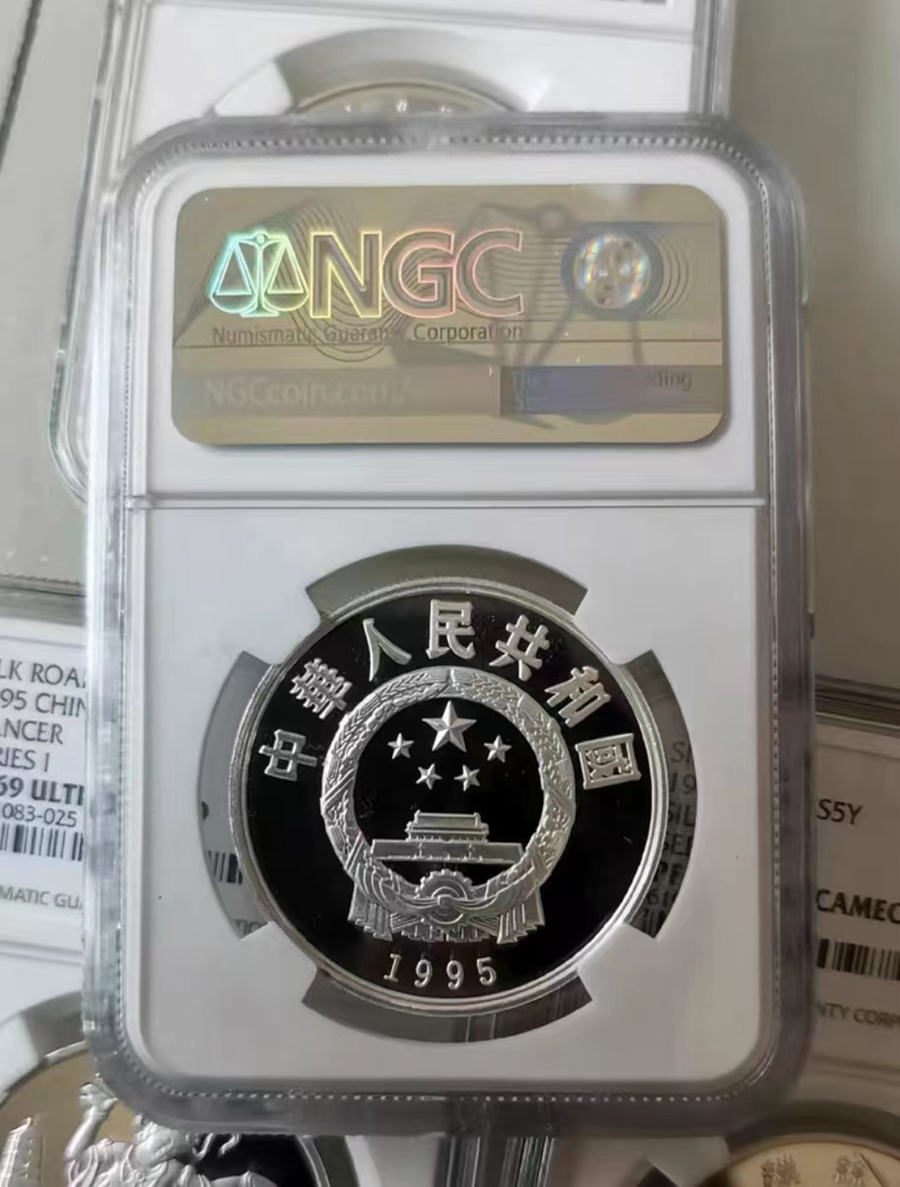 NGC
Numismatic Guaranty Corporation
NGCcoin.com
中華人民共和國
1995
LK ROA
95 CHIN
ANCER
RIES I
69 ULT
083-025
MATIC GU
S5Y
CAMEO
NTY CORP